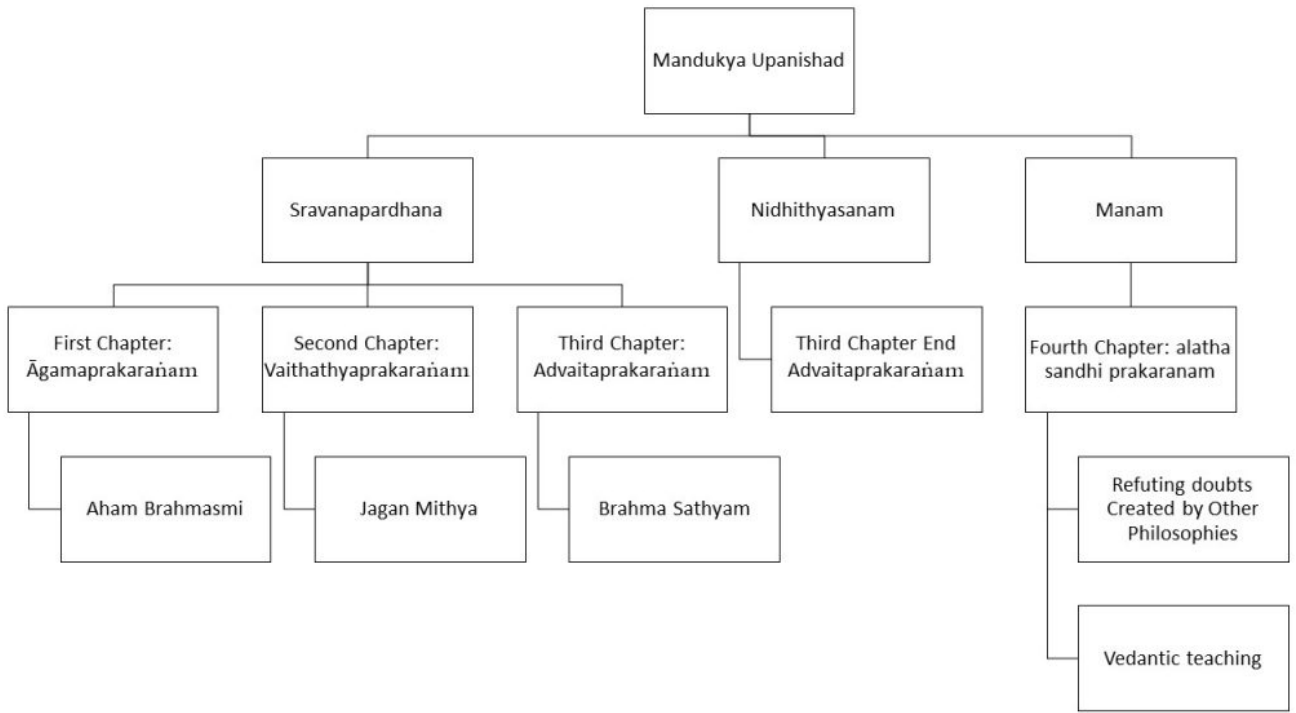 Mandukya Upanishad
Sravanapardhana
Nidhithyasanam
Manam
First Chapter:
Āgamaprakaraṅam
Second Chapter:
Vaithathyaprakaraṅam
Third Chapter:
Advaitaprakaraṅam
Third Chapter End
Advaitaprakaraṅam
Fourth Chapter: alatha
sandhi prakaranam
Aham Brahmasmi
Jagan Mithya
Brahma Sathyam
Refuting doubts
Created by Other
Philosophies
Vedantic teaching